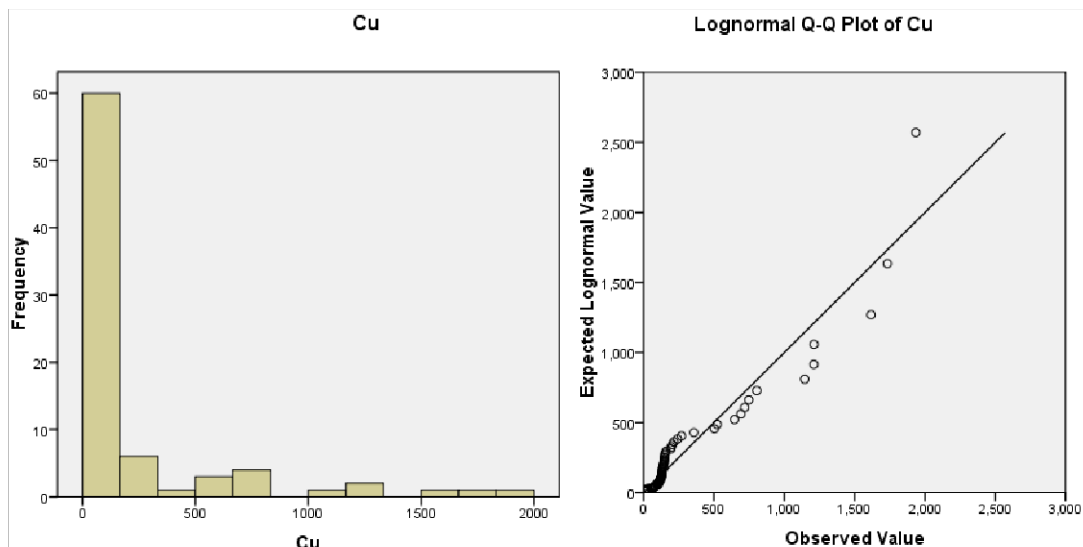 Cu
Frequency
60
50
40
30
20
10
0
0 500 1000 1500 2000
Cu
Lognormal Q-Q Plot of Cu
Expected Lognormal Value
3,000
2,500
2,000
1,500
1,000
500
0
0 500 1,000 1,500 2,000 2,500 3,000
Observed Value